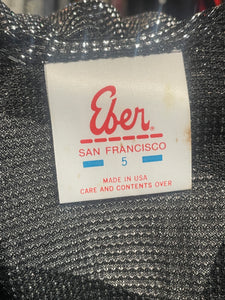 Eber®
SAN FRANCISCO
5
MADE IN USA
CARE AND CONTENTS OVER